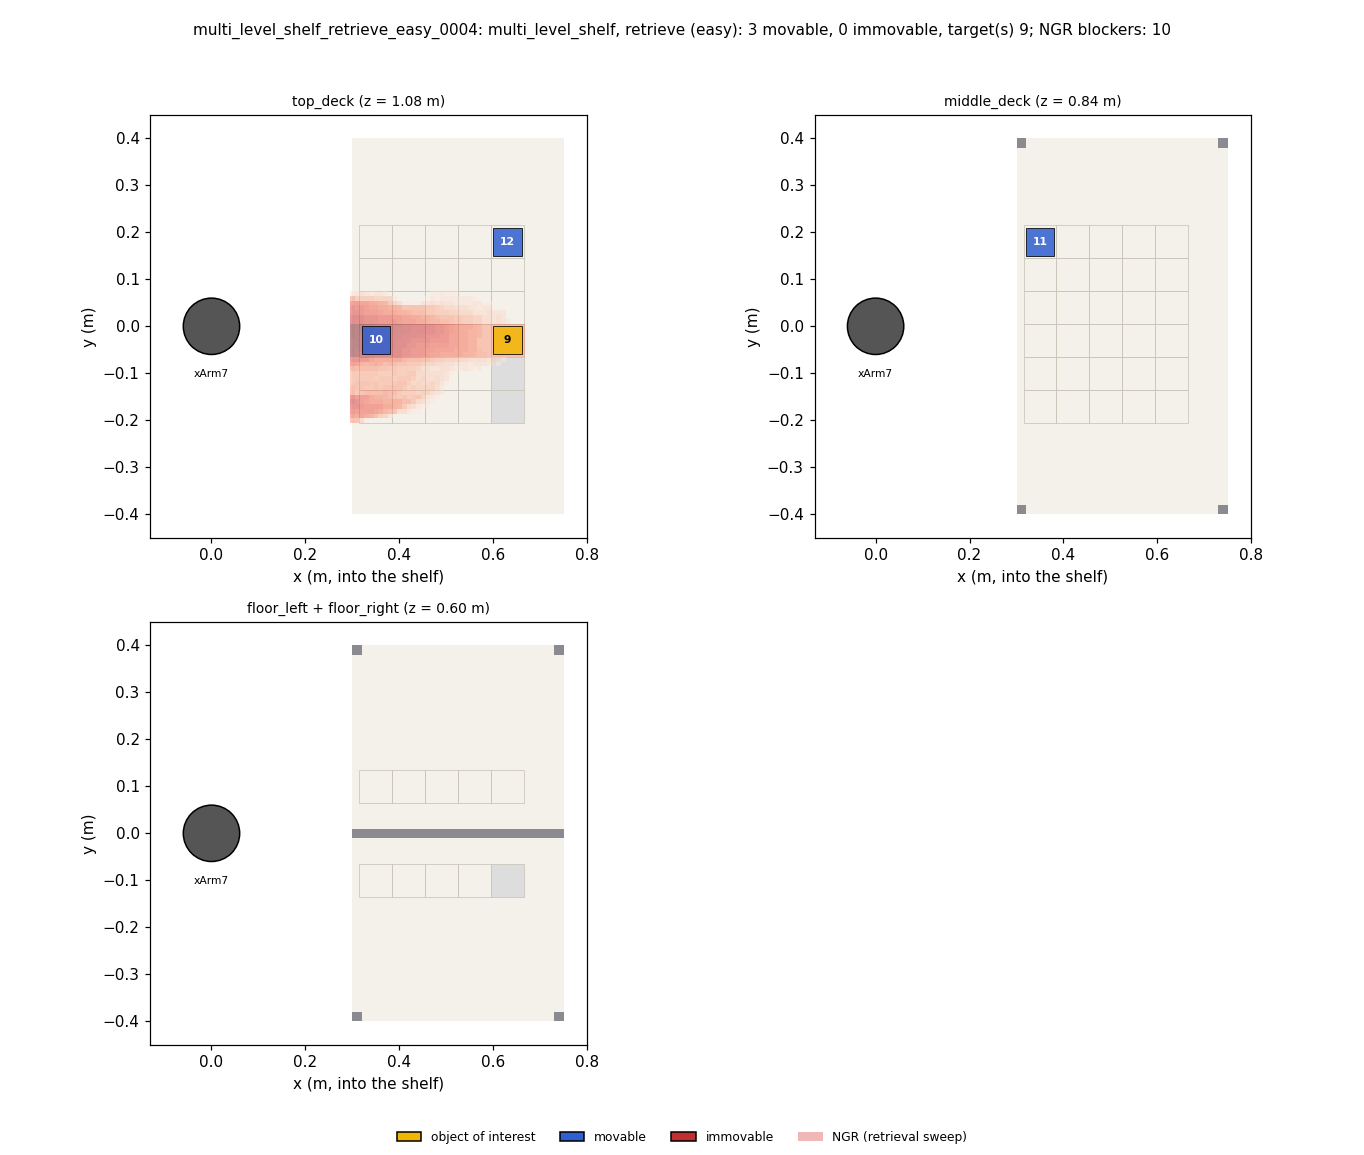 multi_level_shelf_retrieve_easy_0004: multi_level_shelf, retrieve (easy): 3 movable, 0 immovable, target(s) 9; NGR blockers: 10
top_deck (z = 1.08 m)
0.4
0.3
0.2
0.1
0.0
−0.1
−0.2
−0.3
−0.4
y (m)
12
10
9
xArm7
0.0
0.2
0.4
0.6
0.8
x (m, into the shelf)
middle_deck (z = 0.84 m)
0.4
0.3
0.2
0.1
0.0
−0.1
−0.2
−0.3
−0.4
y (m)
11
xArm7
0.0
0.2
0.4
0.6
0.8
x (m, into the shelf)
floor_left + floor_right (z = 0.60 m)
0.4
0.3
0.2
0.1
0.0
−0.1
−0.2
−0.3
−0.4
y (m)
xArm7
0.0
0.2
0.4
0.6
0.8
x (m, into the shelf)
object of interest
movable
immovable
NGR (retrieval sweep)